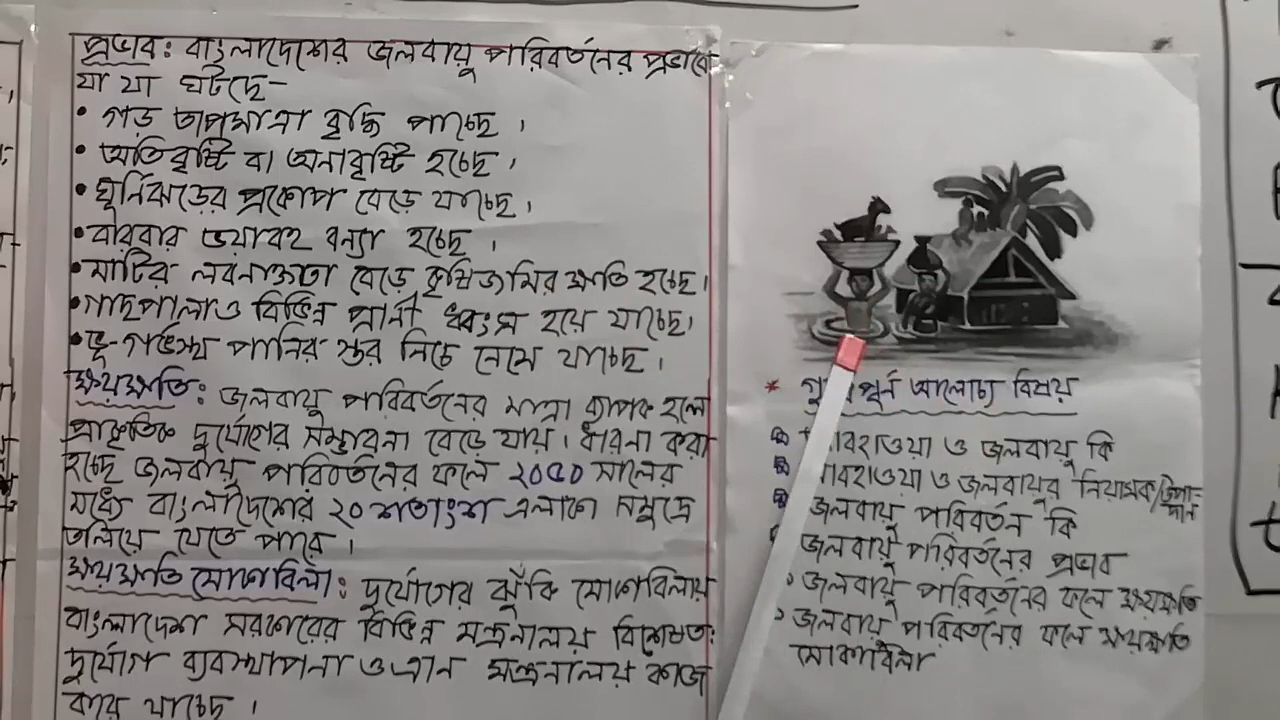 প্রভাব: বাংলাদেশের জলবায়ু পরিবর্তনের প্রভাবে
যা যা ঘটছে-
• গড় তাপমাত্রা বৃদ্ধি পাচ্ছে।
• অতিবৃষ্টি বা অনাবৃষ্টি হচ্ছে।
• ঘূর্নিঝড়ের প্রকোপ বেড়ে যাচ্ছে।
• বারবার ভয়াবহ বন্যা হচ্ছে।
• মাটির লবনাক্ততা বেড়ে কৃষিজমির ক্ষতি হচ্ছে।
• গাছপালা ও বিভিন্ন প্রানী ধ্বংস হয়ে যাচ্ছে।
• ভূ-গর্ভস্থ পানির স্তর নিচে নেমে যাচ্ছে।
ক্ষয়ক্ষতি: জলবায়ু পরিবর্তনের মাত্রা ব্যাপক হলে
প্রাকৃতিক দুর্যোগের সম্ভাবনা বেড়ে যায়। ধারনা করা
হচ্ছে জলবায়ু পরিবর্তনের ফলে ২০৫০ সালের
মধ্যে বাংলাদেশের ২০ শতাংশ এলাকা সমুদ্রে
তলিয়ে যেতে পারে।
ক্ষয়ক্ষতি মোকাবিলা: দুর্যোগের ঝুঁকি মোকাবিলায়
বাংলাদেশ সরকারের বিভিন্ন মন্ত্রনালয় বিশেষত:
দুর্যোগ ব্যবস্থাপনা ও ত্রান মন্ত্রনালয় কাজ
করে যাচ্ছে।
* আলোচ্য বিষয়
ও জলবায়ু কি
ও জলবায়ুর নিয়ামক/উপা-
দান
জলবায়ু পরিবর্তন কি
জলবায়ু পরিবর্তনের প্রভাব
জলবায়ু পরিবর্তনের ফলে ক্ষয়ক্ষতি
জলবায়ু পরিবর্তনের ফলে ক্ষয়ক্ষতি
মোকাবিলা